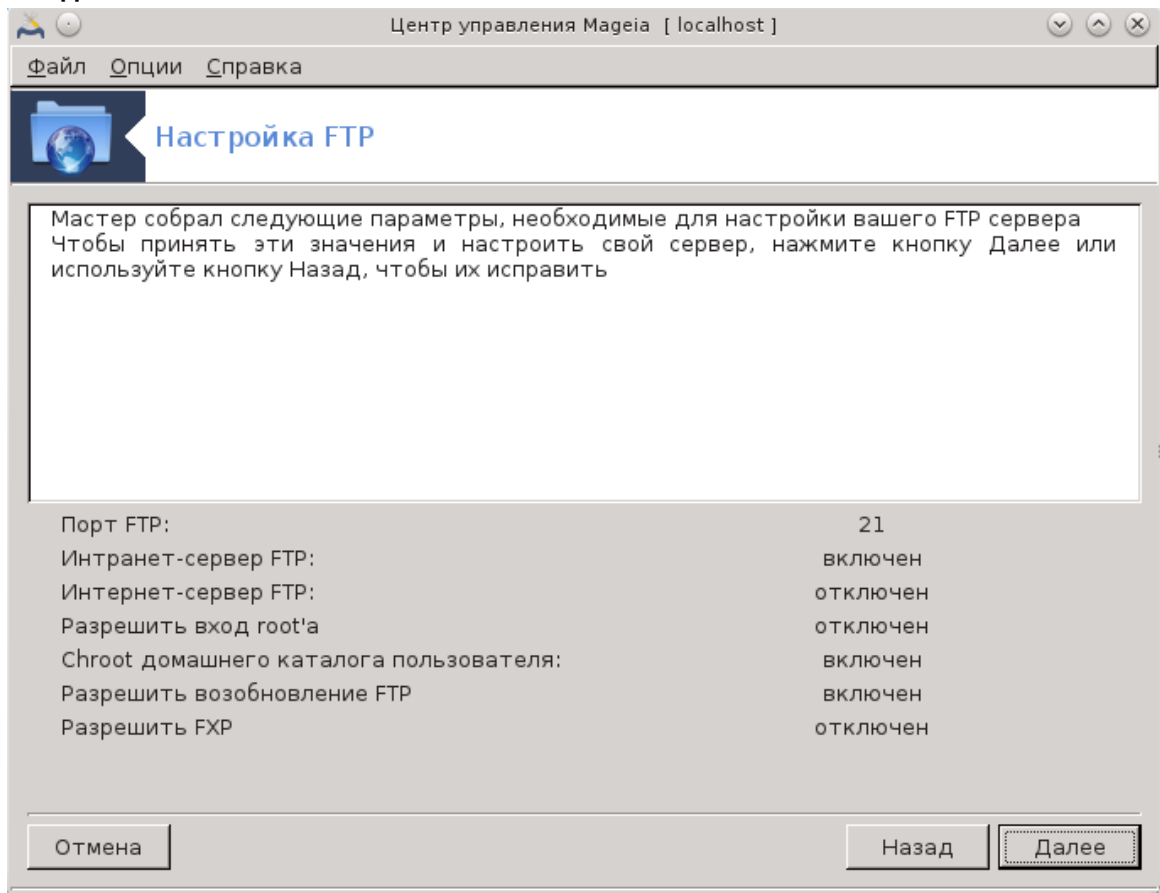 Центр управления Mageia [ localhost ]
Файл Опции Справка
Настройка FTP
Мастер собрал следующие параметры, необходимые для настройки вашего FTP сервера
Чтобы принять эти значения и настроить свой сервер, нажмите кнопку Далее или
используйте кнопку Назад, чтобы их исправить
Порт FTP: 21
Интранет-сервер FTP: включен
Интернет-сервер FTP: отключен
Разрешить вход root'а отключен
Chroot домашнего каталога пользователя: включен
Разрешить возобновление FTP включен
Разрешить FXP отключен
Отмена Назад Далее